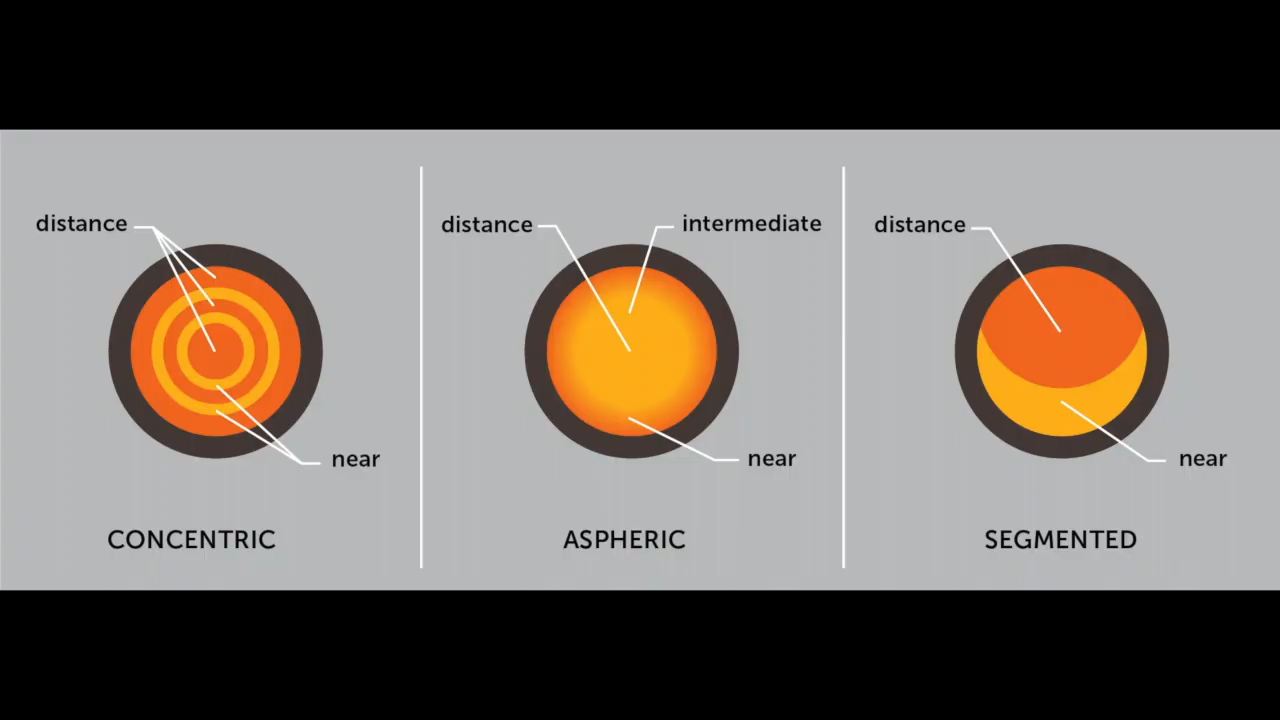 distance
near
CONCENTRIC
distance
intermediate
near
ASPHERIC
distance
near
SEGMENTED